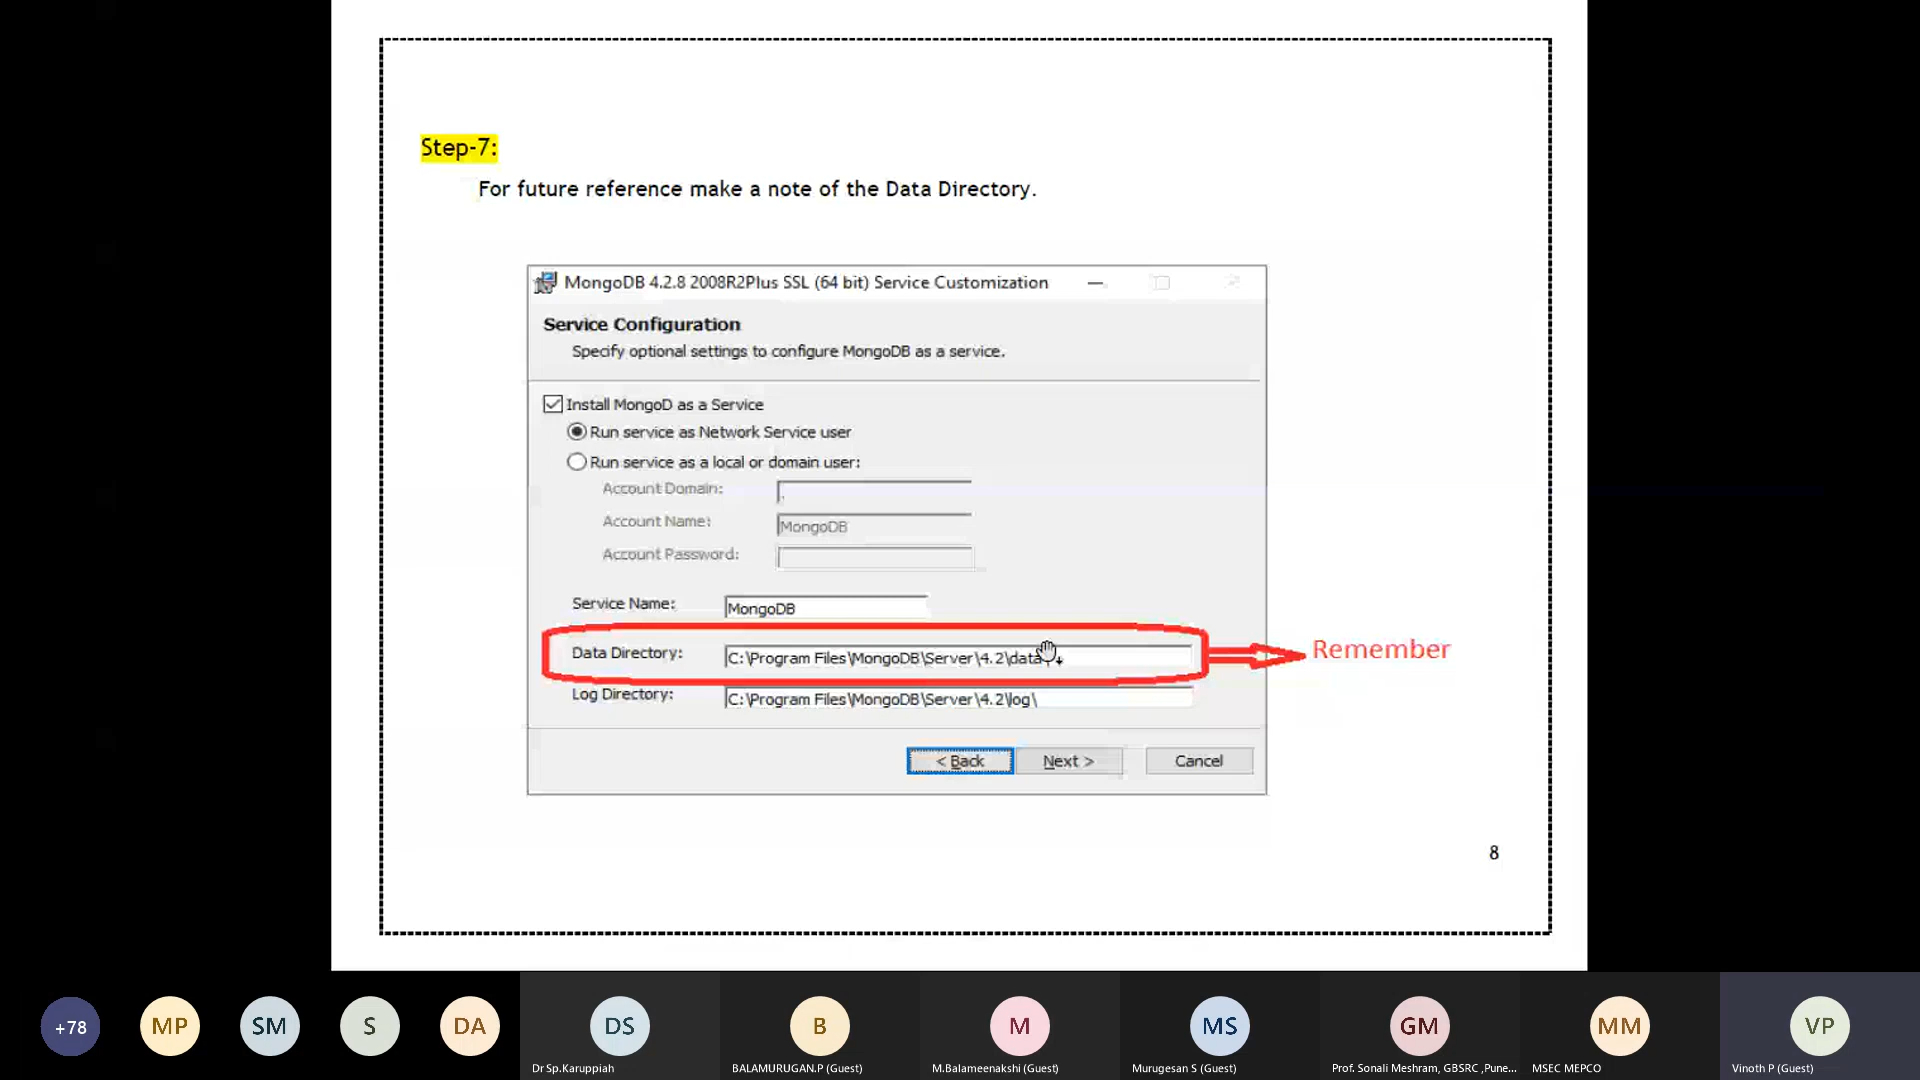 Step-7:
For future reference make a note of the Data Directory.
MongoDB 4.2.8 2008R2Plus SSL (64 bit) Service Customization
Service Configuration
Specify optional settings to configure MongoDB as a service.
Install MongoD as a Service
Run service as Network Service user
Run service as a local or domain user:
Account Domain: .
Account Name: MongoDB
Account Password:
Service Name: MongoDB
Data Directory: C:\Program Files\MongoDB\Server\4.2\data\
Remember
Log Directory: C:\Program Files\MongoDB\Server\4.2\log\
< Back Next > Cancel
8
+78 MP SM S DA DS B M MS GM MM VP
Dr Sp.Karuppiah BALAMURUGAN.P (Guest) M.Balameenakshi (Guest) Murugesan S (Guest) Prof. Sonali Meshram, GBSRC ,Pune... MSEC MEPCO Vinoth P (Guest)